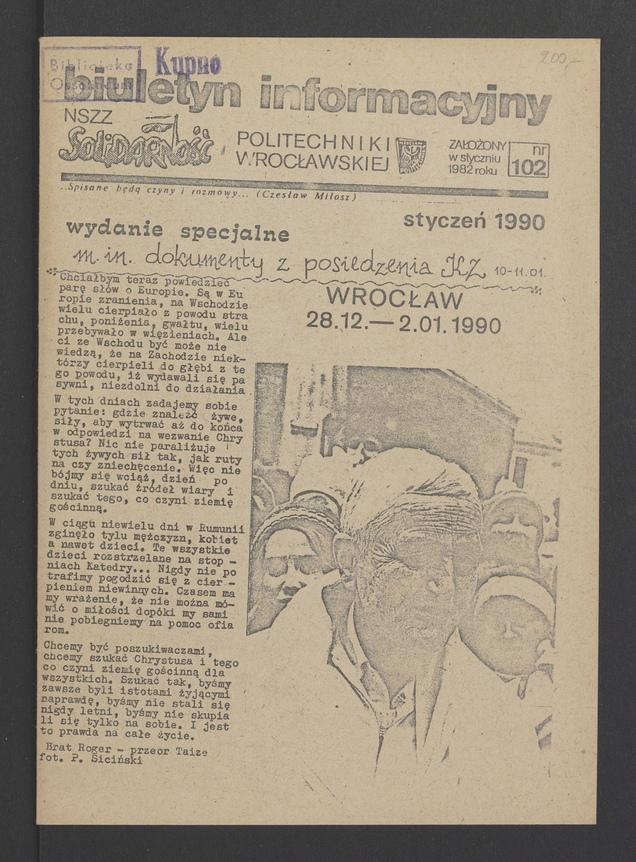 200,-
Biblioteka
Ossolineum
Kupno
biuletyn informacyjny
NSZZ
Solidarność
POLITECHNIKI
WROCŁAWSKIEJ
ZAŁOŻONY
w styczniu
1982 roku
nr
102
..Spisane będą czyny i rozmowy... (Czesław Miłosz)
styczeń 1990
wydanie specjalne
m.in. dokumenty z posiedzenia KZ 10-11.01.
WROCŁAW
28.12.— 2.01.1990
Chciałbym teraz powiedzieć
parę słów o Europie. Są w Eu
ropie zranienia, na Wschodzie
wielu cierpiało z powodu stra
chu, poniżenia, gwałtu, wielu
przebywało w więzieniach. Ale
ci ze Wschodu być może nie
wiedzą, że na Zachodzie niek-
tórzy cierpieli do głębi z te
go powodu, iż wydawali się pa
sywni, niezdolni do działania.
W tych dniach zadajemy sobie
pytanie: gdzie znaleźć żywe,
siły, aby wytrwać aż do końca
w odpowiedzi na wezwanie Chry
stusa? Nic nie paraliżuje
tych żywych sił tak, jak ruty
na czy zniechęcenie. Więc nie
bójmy się wciąż, dzień po
dniu, szukać źródeł wiary i
szukać tego, co czyni ziemię
gościnną.
W ciągu niewielu dni w Rumunii
zginęło tylu mężczyzn, kobiet
a nawet dzieci. Te wszystkie
dzieci rozstrzelane na stop -
niach Katedry... Nigdy nie po
trafimy pogodzić się z cier -
pieniem niewinnych. Czasem ma
my wrażenie, że nie można mó-
wić o miłości dopóki my sami
nie pobiegniemy na pomoc ofia
rom.
Chcemy być poszukiwaczami,
chcemy szukać Chrystusa i tego
co czyni ziemię gościnną dla
wszystkich. Szukać tak, byśmy
zawsze byli istotami żyjącymi
naprawdę, byśmy nie stali się
nigdy letni, byśmy nie skupia
li się tylko na sobie. I jest
to prawda na całe życie.
Brat Roger - przeor Taize
fot. P. Siciński